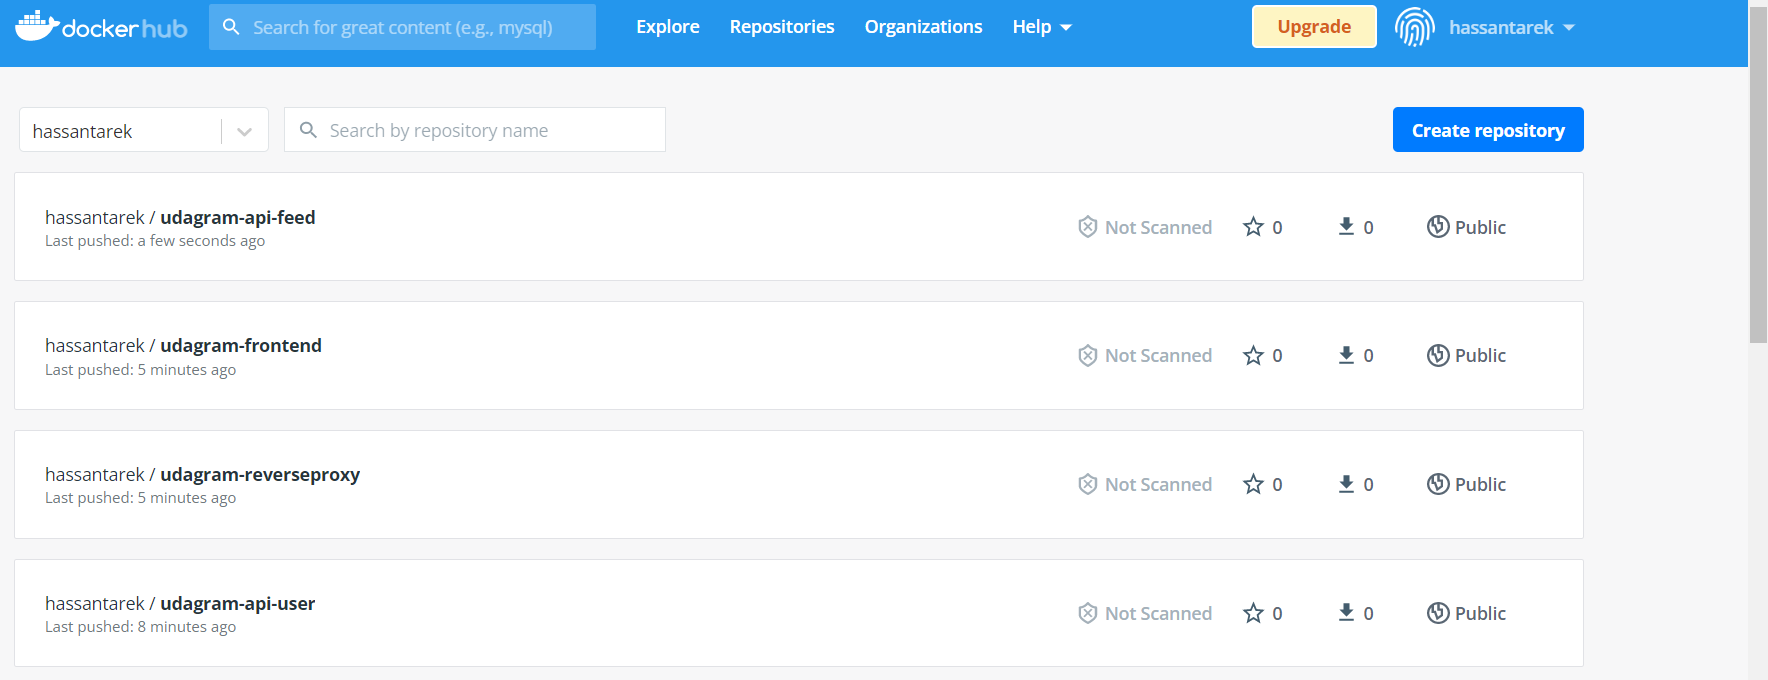 docker hub
Search for great content (e.g., mysql)
Explore
Repositories
Organizations
Help
Upgrade
hassantarek
hassantarek
Search by repository name
Create repository
hassantarek / udagram-api-feed
Last pushed: a few seconds ago
Not Scanned
0
0
Public
hassantarek / udagram-frontend
Last pushed: 5 minutes ago
Not Scanned
0
0
Public
hassantarek / udagram-reverseproxy
Last pushed: 5 minutes ago
Not Scanned
0
0
Public
hassantarek / udagram-api-user
Last pushed: 8 minutes ago
Not Scanned
0
0
Public